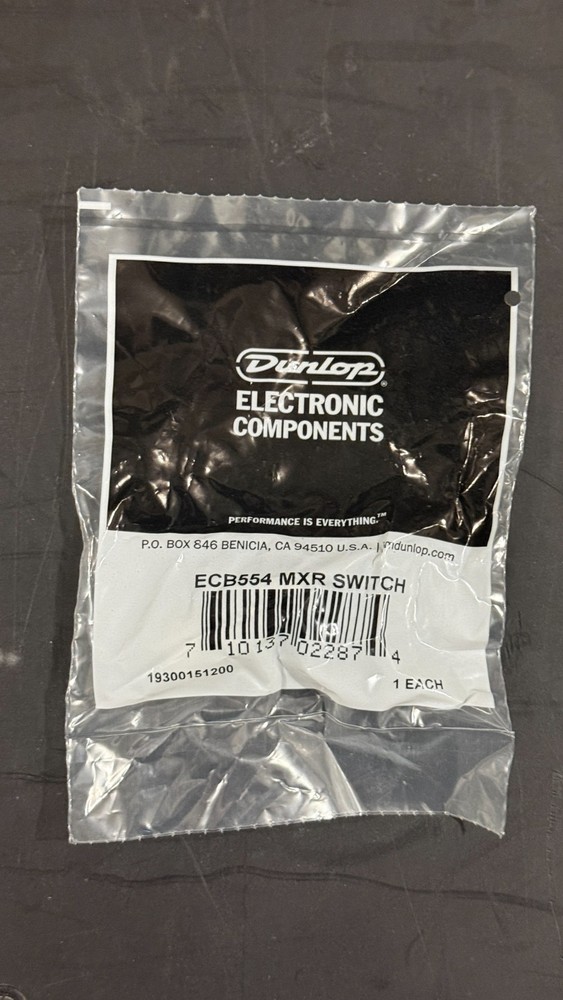 Dunlop®
ELECTRONIC
COMPONENTS
PERFORMANCE IS EVERYTHING.™
P.O. BOX 846 BENICIA, CA 94510 U.S.A. | jimdunlop.com
ECB554 MXR SWITCH
7 10137 02287 4
19300151200
1 EACH